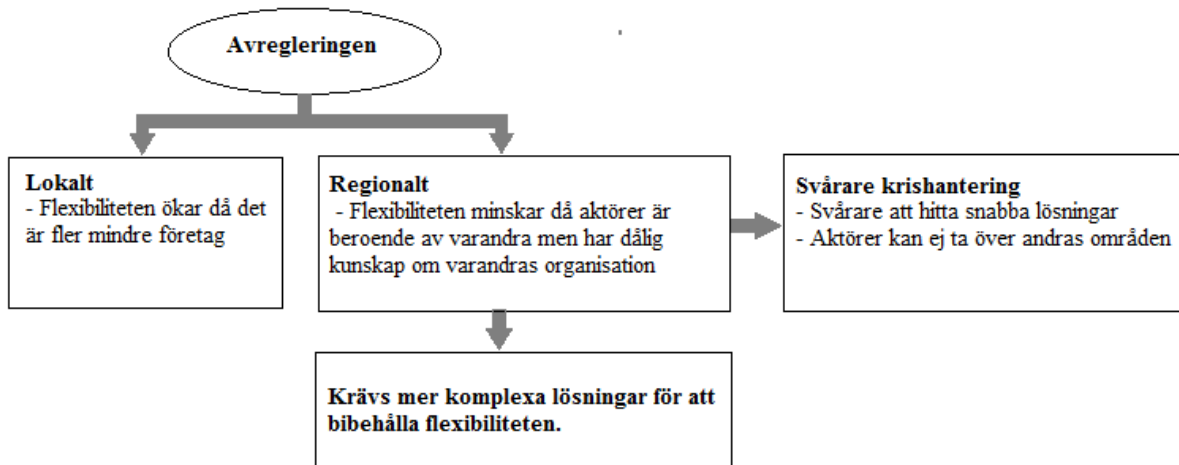 Avregleringen
Lokalt
- Flexibiliteten ökar då det
är fler mindre företag
Regionalt
- Flexibiliteten minskar då aktörer är
beroende av varandra men har dålig
kunskap om varandras organisation
Svårare krishantering
- Svårare att hitta snabba lösningar
- Aktörer kan ej ta över andras områden
Krävs mer komplexa lösningar för att
bibehålla flexibiliteten.